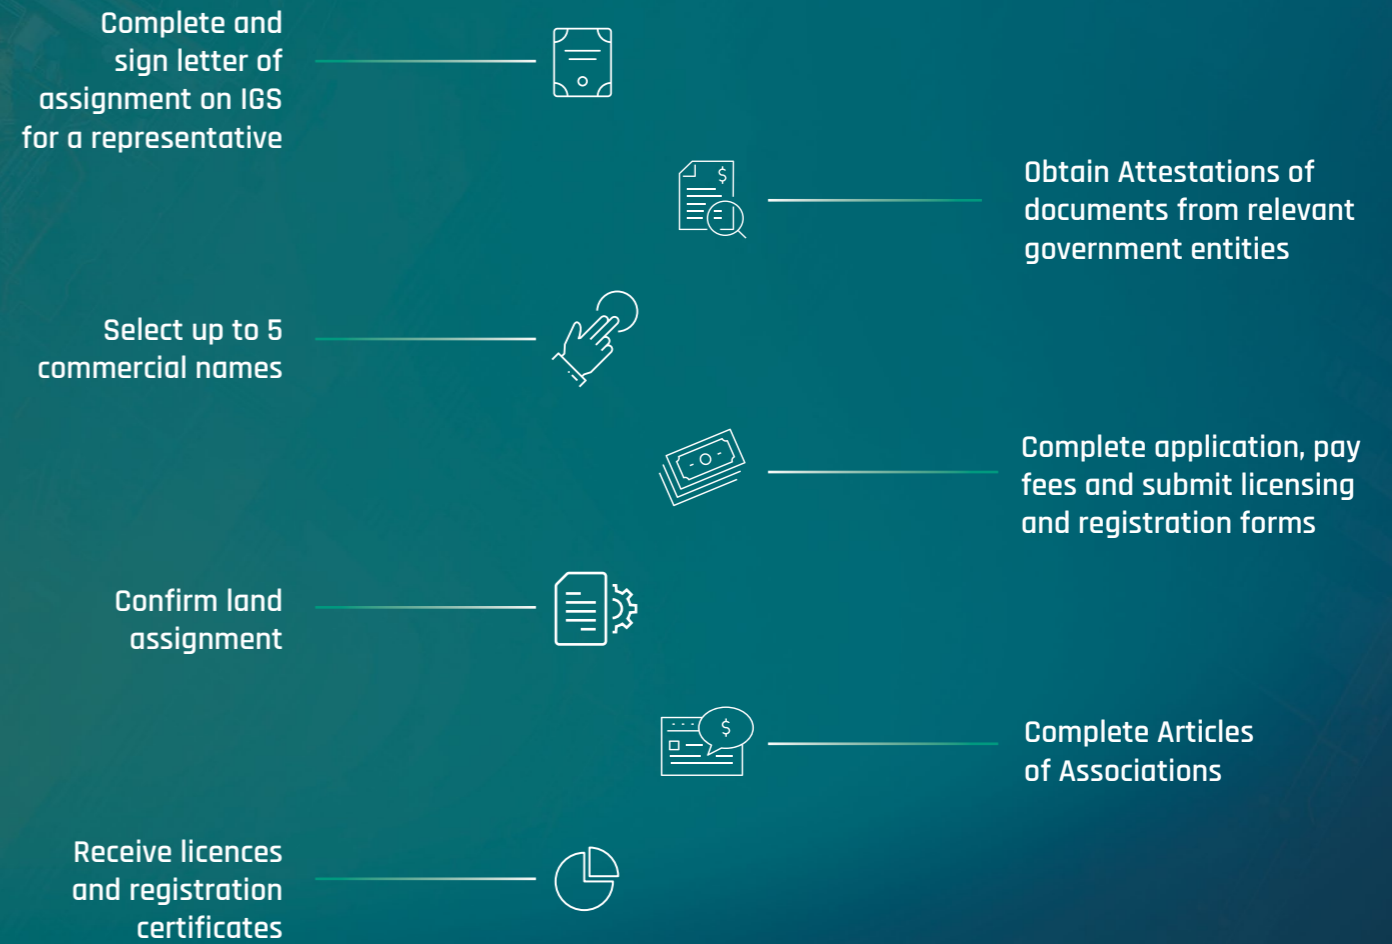 Complete and
sign letter of
assignment on IGS
for a representative
Obtain Attestations of
documents from relevant
government entities
Select up to 5
commercial names
Complete application, pay
fees and submit licensing
and registration forms
Confirm land
assignment
Complete Articles
of Associations
Receive licences
and registration
certificates